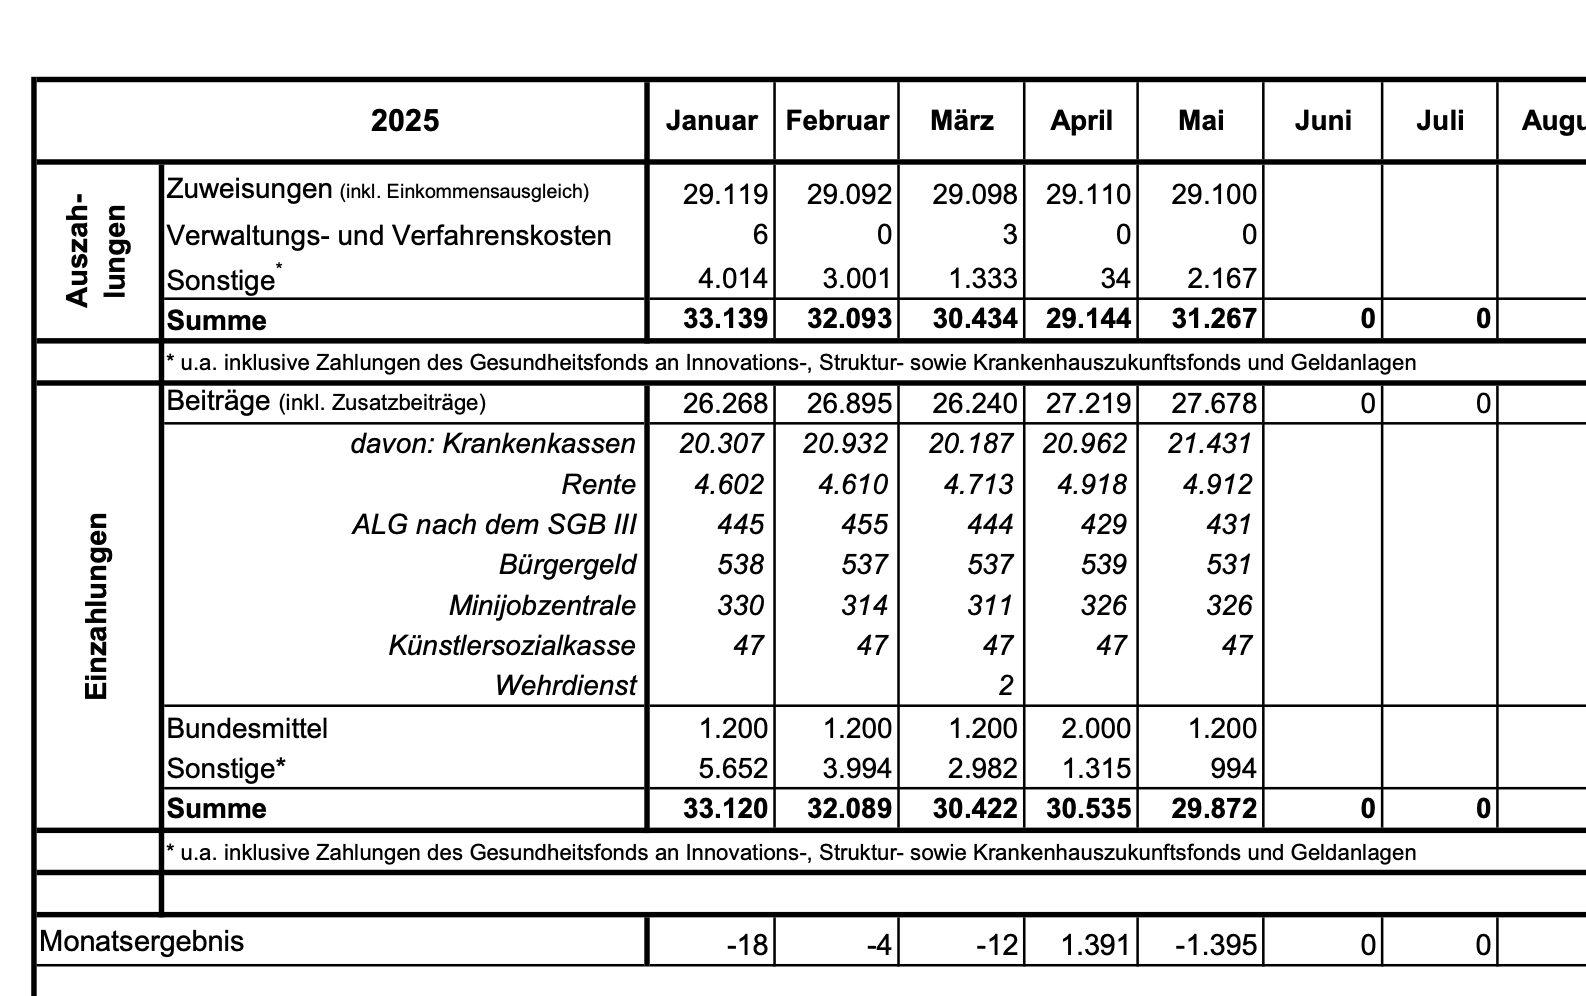 2025 Januar Februar März April Mai Juni Juli Augu
Auszah-
lungen
Zuweisungen (inkl. Einkommensausgleich) 29.119 29.092 29.098 29.110 29.100
Verwaltungs- und Verfahrenskosten 6 0 3 0 0
Sonstige* 4.014 3.001 1.333 34 2.167
Summe 33.139 32.093 30.434 29.144 31.267 0 0
* u.a. inklusive Zahlungen des Gesundheitsfonds an Innovations-, Struktur- sowie Krankenhauszukunftsfonds und Geldanlagen
Einzahlungen
Beiträge (inkl. Zusatzbeiträge) 26.268 26.895 26.240 27.219 27.678 0 0
davon: Krankenkassen 20.307 20.932 20.187 20.962 21.431
Rente 4.602 4.610 4.713 4.918 4.912
ALG nach dem SGB III 445 455 444 429 431
Bürgergeld 538 537 537 539 531
Minijobzentrale 330 314 311 326 326
Künstlersozialkasse 47 47 47 47 47
Wehrdienst 2
Bundesmittel 1.200 1.200 1.200 2.000 1.200
Sonstige* 5.652 3.994 2.982 1.315 994
Summe 33.120 32.089 30.422 30.535 29.872 0 0
* u.a. inklusive Zahlungen des Gesundheitsfonds an Innovations-, Struktur- sowie Krankenhauszukunftsfonds und Geldanlagen
Monatsergebnis -18 -4 -12 1.391 -1.395 0 0